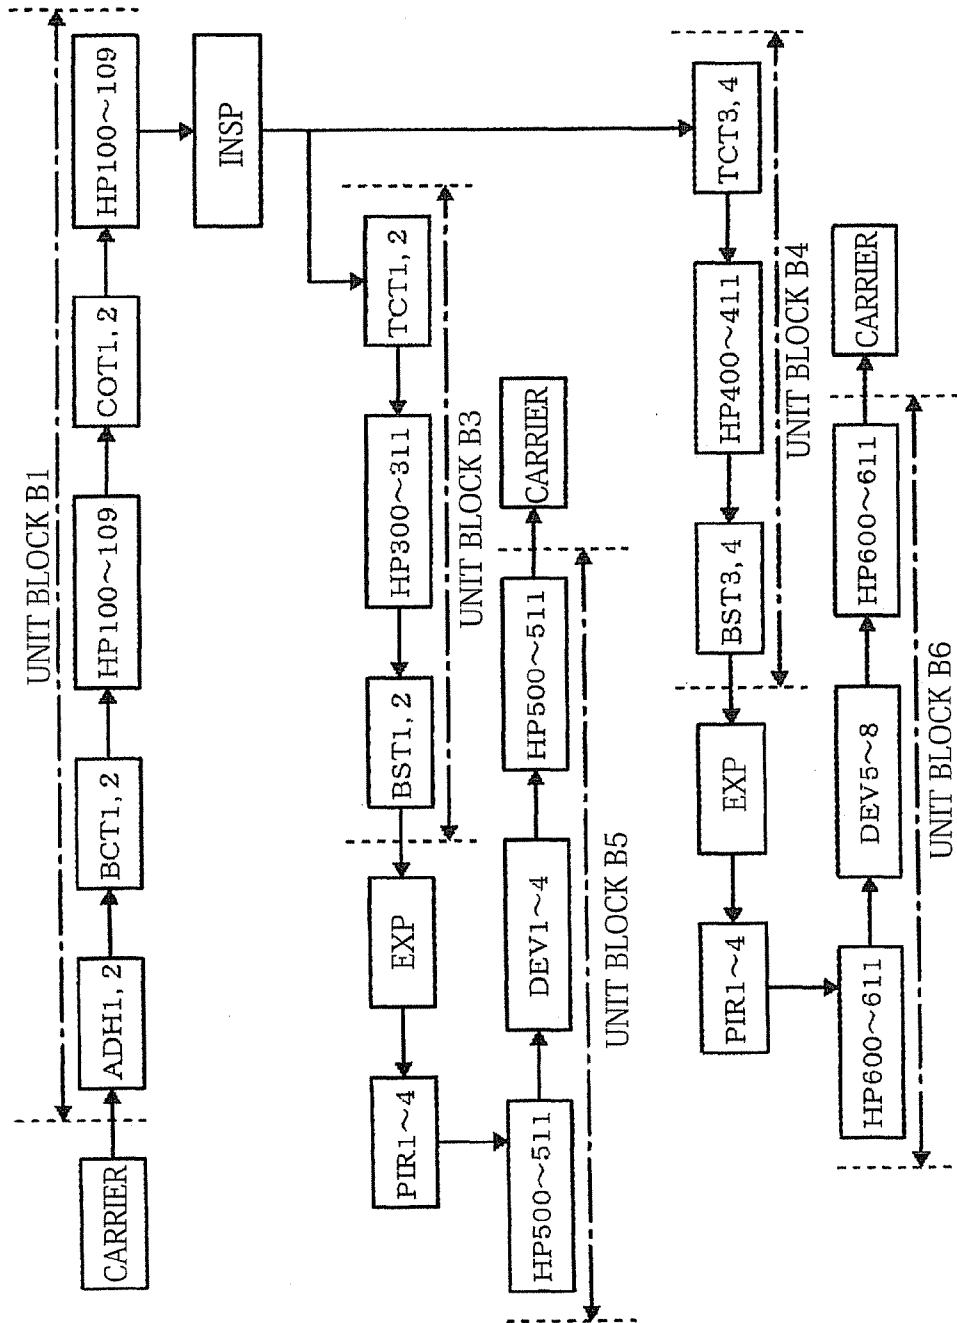 UNIT BLOCK B1
CARRIER
ADH1, 2
BCT1, 2
HP100～109
COT1, 2
HP100～109
INSP
TCT1, 2
HP300～311
BST1, 2
UNIT BLOCK B3
EXP
PIR1～4
HP500～511
DEV1～4
HP500～511
CARRIER
UNIT BLOCK B5
TCT3, 4
HP400～411
BST3, 4
UNIT BLOCK B4
EXP
PIR1～4
HP600～611
DEV5～8
HP600～611
CARRIER
UNIT BLOCK B6